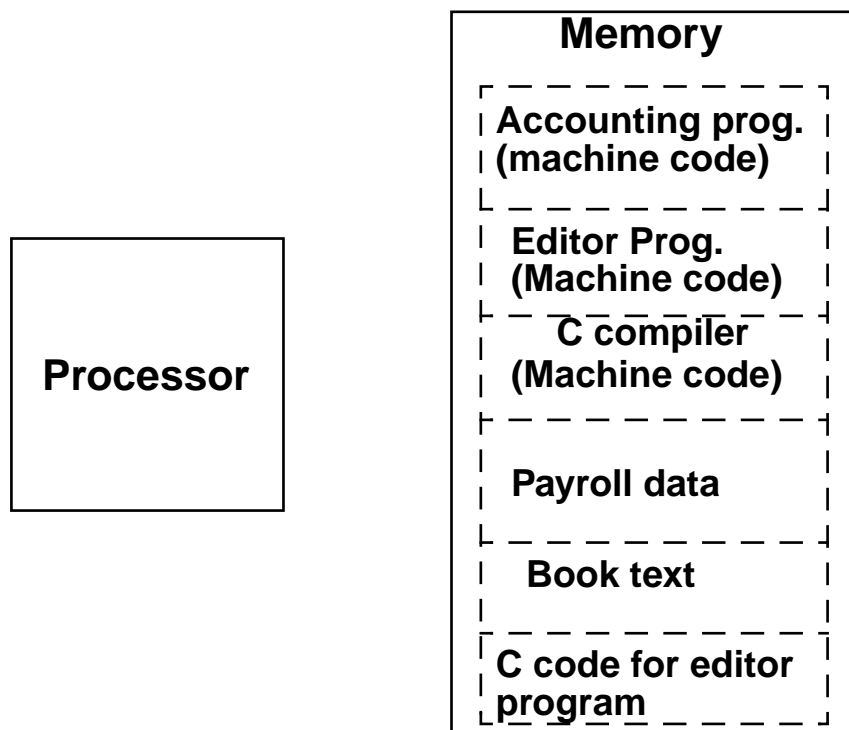 Memory
Accounting prog.
(machine code)
Editor Prog.
(Machine code)
C compiler
(Machine code)
Processor
Payroll data
Book text
C code for editor
program